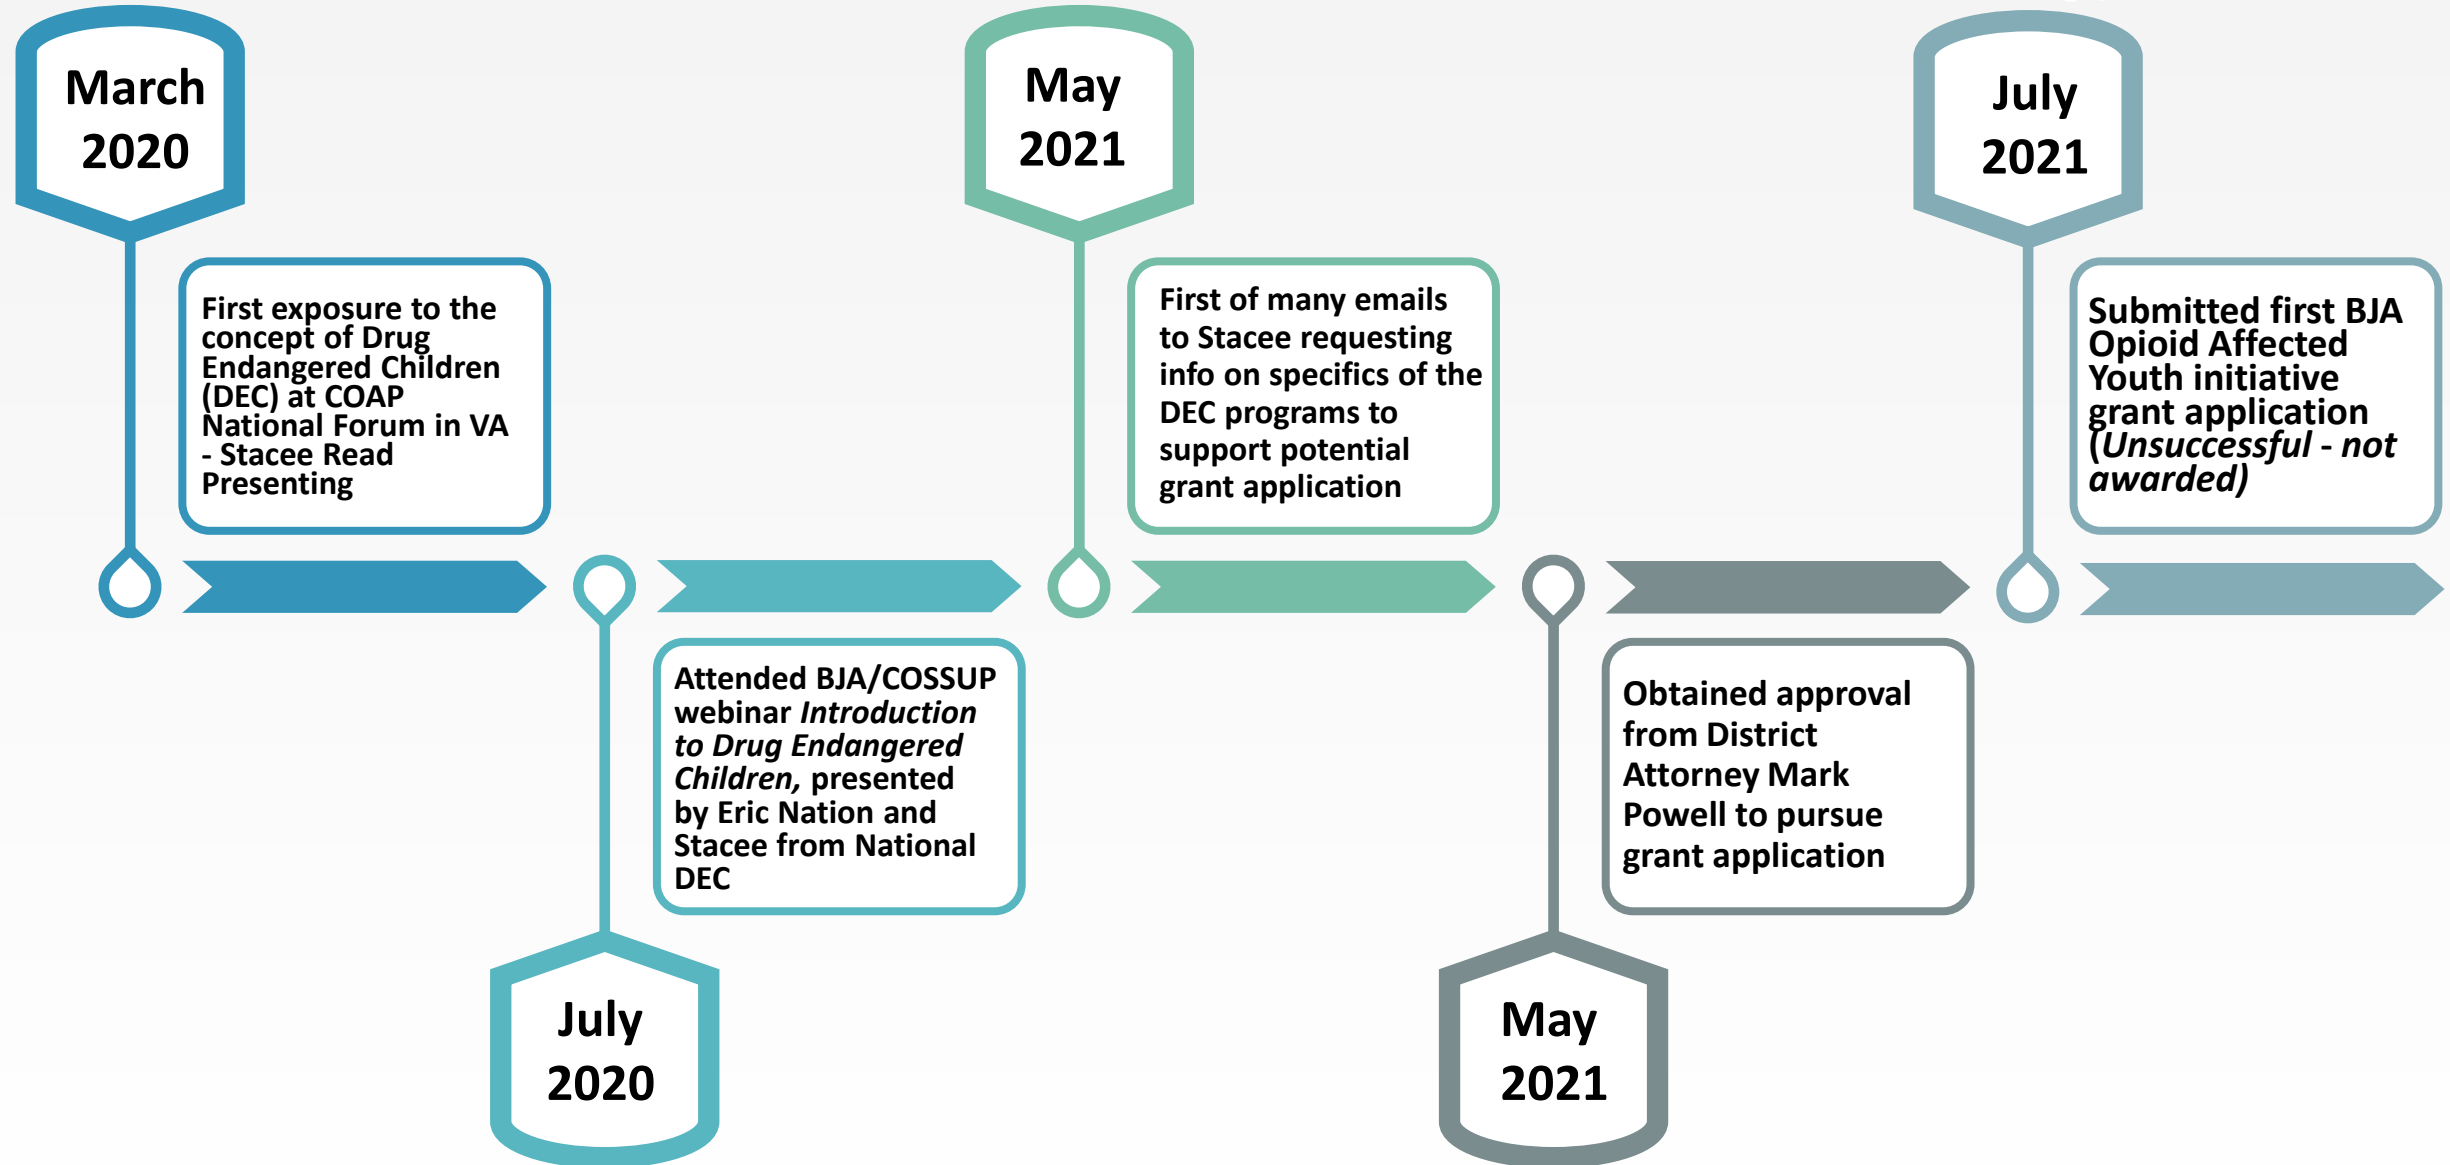 March
2020
First exposure to the
concept of Drug
Endangered Children
(DEC) at COAP
National Forum in VA
- Stacee Read
Presenting
July
2020
Attended BJA/COSSUP
webinar Introduction
to Drug Endangered
Children, presented
by Eric Nation and
Stacee from National
DEC
May
2021
First of many emails
to Stacee requesting
info on specifics of the
DEC programs to
support potential
grant application
May
2021
Obtained approval
from District
Attorney Mark
Powell to pursue
grant application
July
2021
Submitted first BJA
Opioid Affected
Youth initiative
grant application
(Unsuccessful - not
awarded)